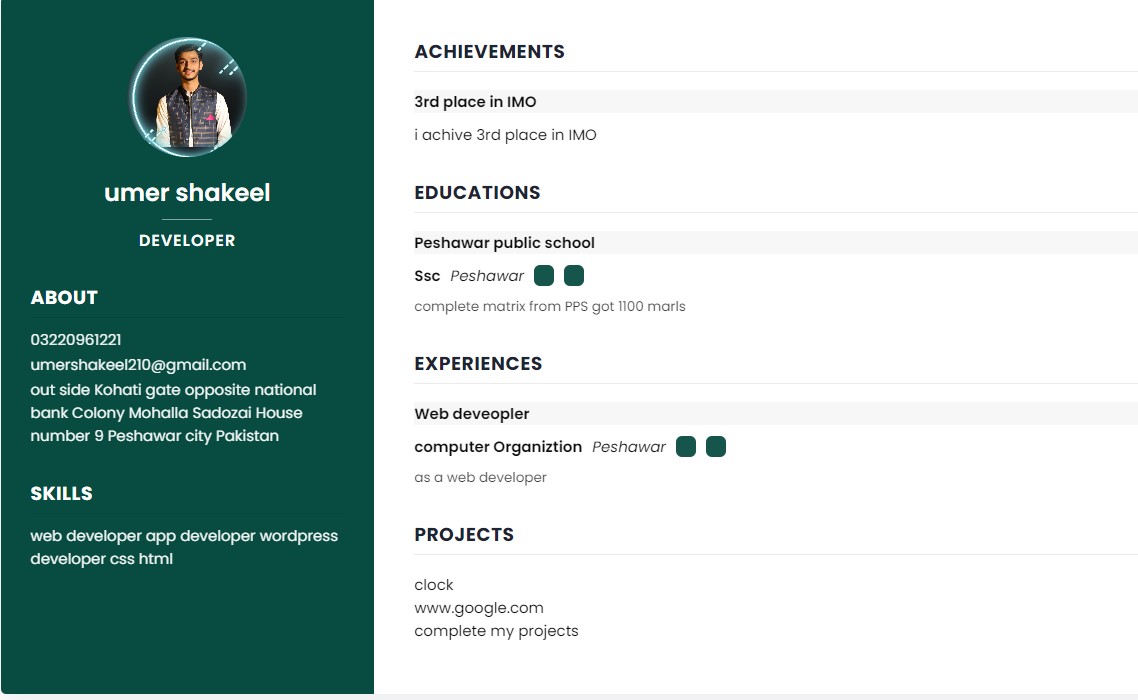 umer shakeel
DEVELOPER
ABOUT
03220961221
umershakeel210@gmail.com
out side Kohati gate opposite national
bank Colony Mohalla Sadozai House
number 9 Peshawar city Pakistan
SKILLS
web developer app developer wordpress
developer css html
ACHIEVEMENTS
3rd place in IMO
i achive 3rd place in IMO
EDUCATIONS
Peshawar public school
Ssc Peshawar
complete matrix from PPS got 1100 marls
EXPERIENCES
Web deveopler
computer Organiztion Peshawar
as a web developer
PROJECTS
clock
www.google.com
complete my projects